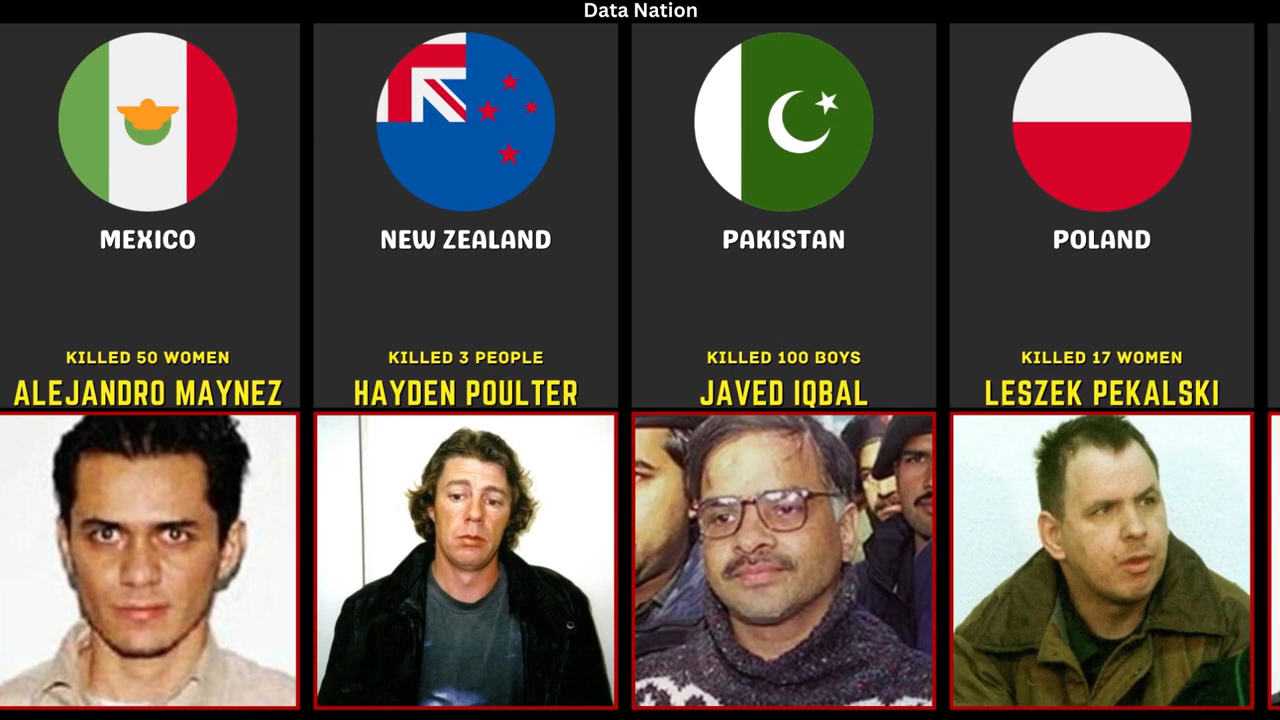 Data Nation
MEXICO
KILLED 50 WOMEN
ALEJANDRO MAYNEZ
NEW ZEALAND
KILLED 3 PEOPLE
HAYDEN POULTER
PAKISTAN
KILLED 100 BOYS
JAVED IQBAL
POLAND
KILLED 17 WOMEN
LESZEK PEKALSKI